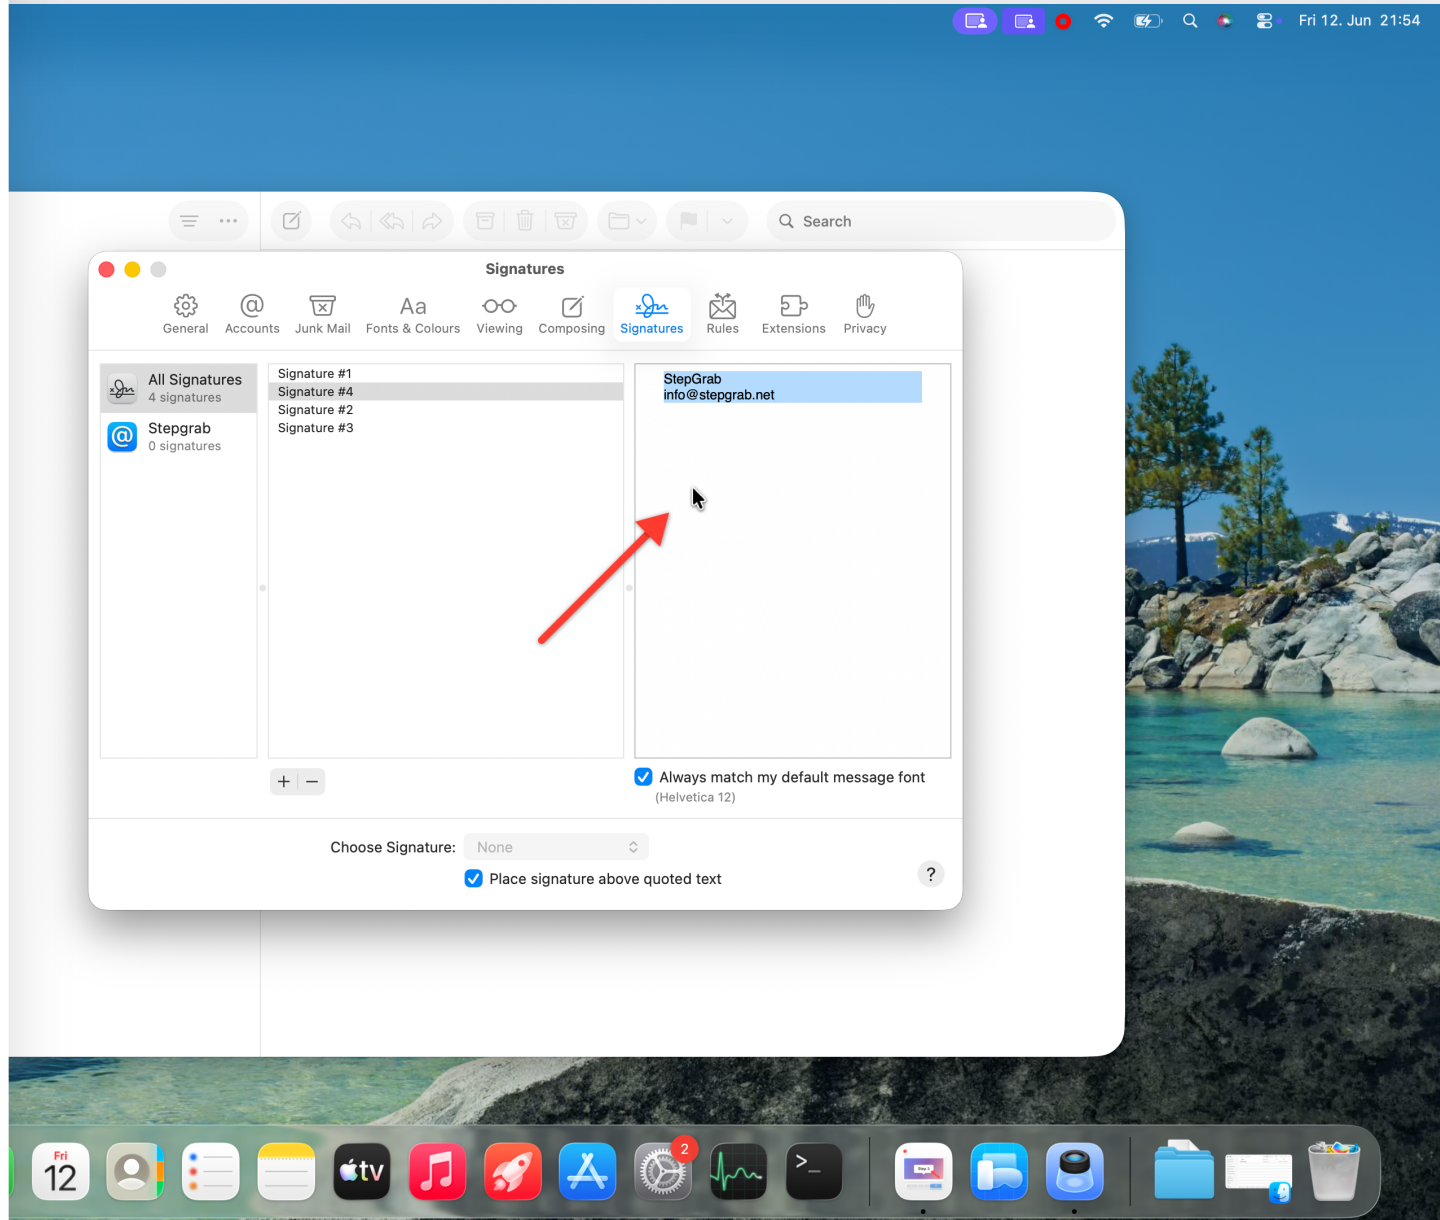 Fri 12. Jun 21:54
Search
Signatures
General
Accounts
Junk Mail
Fonts & Colours
Viewing
Composing
Signatures
Rules
Extensions
Privacy
All Signatures
4 signatures
Stepgrab
0 signatures
Signature #1
Signature #4
Signature #2
Signature #3
StepGrab
info@stepgrab.net
Always match my default message font
(Helvetica 12)
Choose Signature: None
Place signature above quoted text
?
Fri
12
tv
2
>_